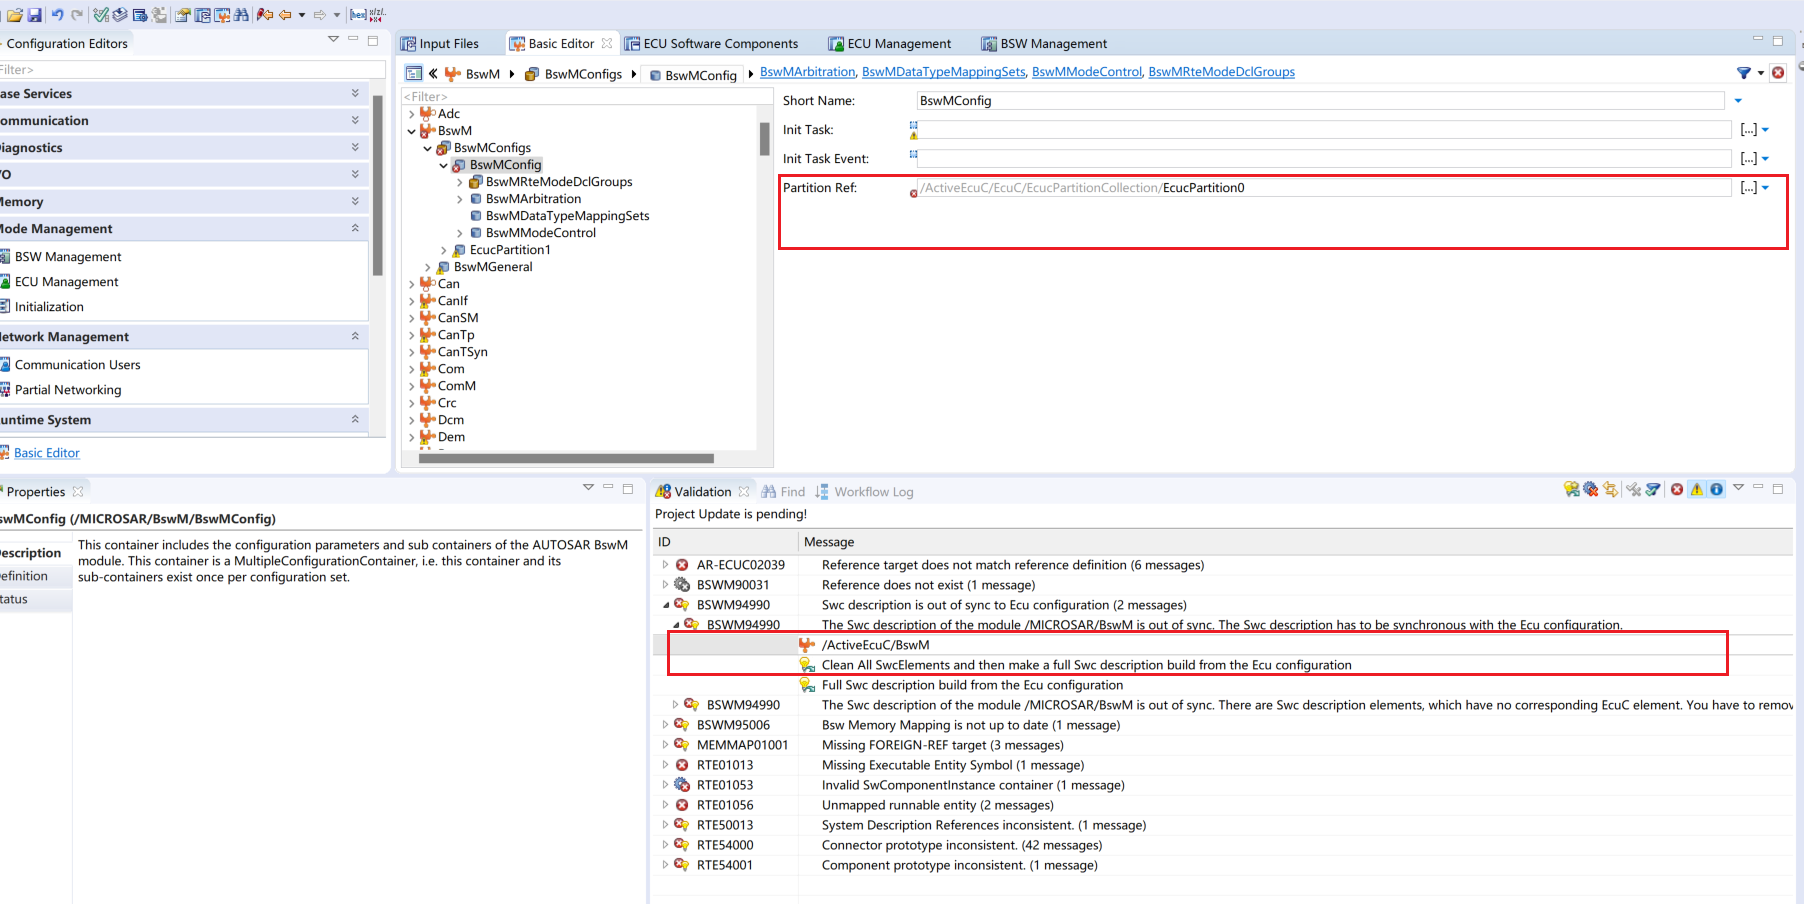 Configuration Editors
Filter>
ase Services
ommunication
iagnostics
/O
Memory
Mode Management
BSW Management
ECU Management
Initialization
etwork Management
Communication Users
Partial Networking
untime System
Basic Editor
Input Files
Basic Editor
ECU Software Components
ECU Management
BSW Management
« BswM BswMConfigs BswMConfig BswMArbitration, BswMDataTypeMappingSets, BswMModeControl, BswMRteModeDclGroups
<Filter>
Adc
BswM
BswMConfigs
BswMConfig
BswMRteModeDclGroups
BswMArbitration
BswMDataTypeMappingSets
BswMModeControl
EcucPartition1
BswMGeneral
Can
CanIf
CanSM
CanTp
CanTSyn
Com
ComM
Crc
Dcm
Dem
Short Name: BswMConfig
Init Task: [...]
Init Task Event: [...]
Partition Ref: /ActiveEcuC/EcuC/EcucPartitionCollection/EcucPartition0 [...]
Properties
swMConfig (/MICROSAR/BswM/BswMConfig)
escription
efinition
tatus
This container includes the configuration parameters and sub containers of the AUTOSAR BswM
module. This container is a MultipleConfigurationContainer, i.e. this container and its
sub-containers exist once per configuration set.
Validation Find Workflow Log
Project Update is pending!
ID Message
AR-ECUC02039 Reference target does not match reference definition (6 messages)
BSWM90031 Reference does not exist (1 message)
BSWM94990 Swc description is out of sync to Ecu configuration (2 messages)
BSWM94990 The Swc description of the module /MICROSAR/BswM is out of sync. The Swc description has to be synchronous with the Ecu configuration.
/ActiveEcuC/BswM
Clean All SwcElements and then make a full Swc description build from the Ecu configuration
Full Swc description build from the Ecu configuration
BSWM94990 The Swc description of the module /MICROSAR/BswM is out of sync. There are Swc description elements, which have no corresponding EcuC element. You have to remov
BSWM95006 Bsw Memory Mapping is not up to date (1 message)
MEMMAP01001 Missing FOREIGN-REF target (3 messages)
RTE01013 Missing Executable Entity Symbol (1 message)
RTE01053 Invalid SwComponentInstance container (1 message)
RTE01056 Unmapped runnable entity (2 messages)
RTE50013 System Description References inconsistent. (1 message)
RTE54000 Connector prototype inconsistent. (42 messages)
RTE54001 Component prototype inconsistent. (1 message)